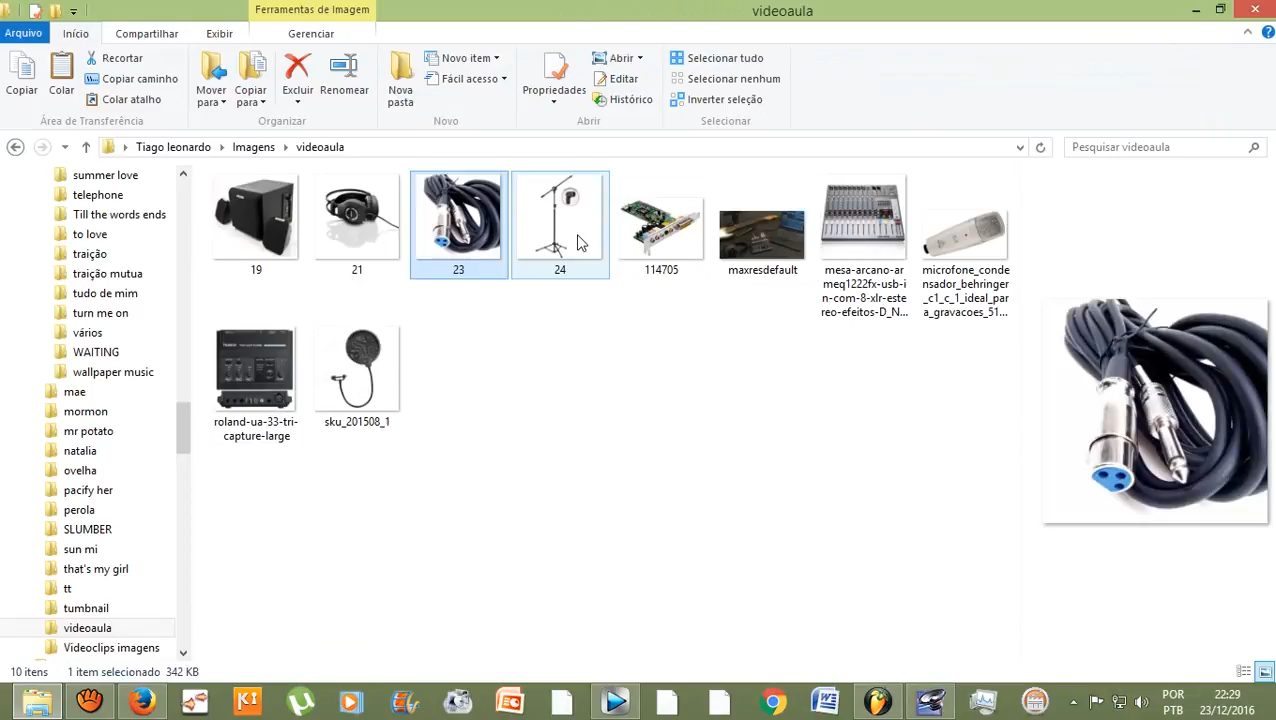 Ferramentas de Imagem
videoaula
Arquivo
Início
Compartilhar
Exibir
Gerenciar
Copiar
Colar
Recortar
Copiar caminho
Colar atalho
Área de Transferência
Mover para
Copiar para
Excluir
Renomear
Organizar
Nova pasta
Novo item
Fácil acesso
Novo
Propriedades
Abrir
Editar
Histórico
Abrir
Selecionar tudo
Selecionar nenhum
Inverter seleção
Selecionar
Tiago leonardo
Imagens
videoaula
Pesquisar videoaula
summer love
telephone
Till the words ends
to love
traição
traição mutua
tudo de mim
turn me on
vários
WAITING
wallpaper music
mae
mormon
mr potato
natalia
ovelha
pacify her
perola
SLUMBER
sun mi
that's my girl
tt
tumbnail
videoaula
Videoclips imagens
19
21
23
24
114705
maxresdefault
mesa-arcano-ar
meq1222fx-usb-i
n-com-8-xlr-este
reo-efeitos-D_N...
microfone_conden
sador_behringer
_c1_c_1_ideal_par
a_gravacoes_51...
roland-ua-33-tri-
capture-large
sku_201508_1
10 itens
1 item selecionado 342 KB
POR
PTB
22:29
23/12/2016